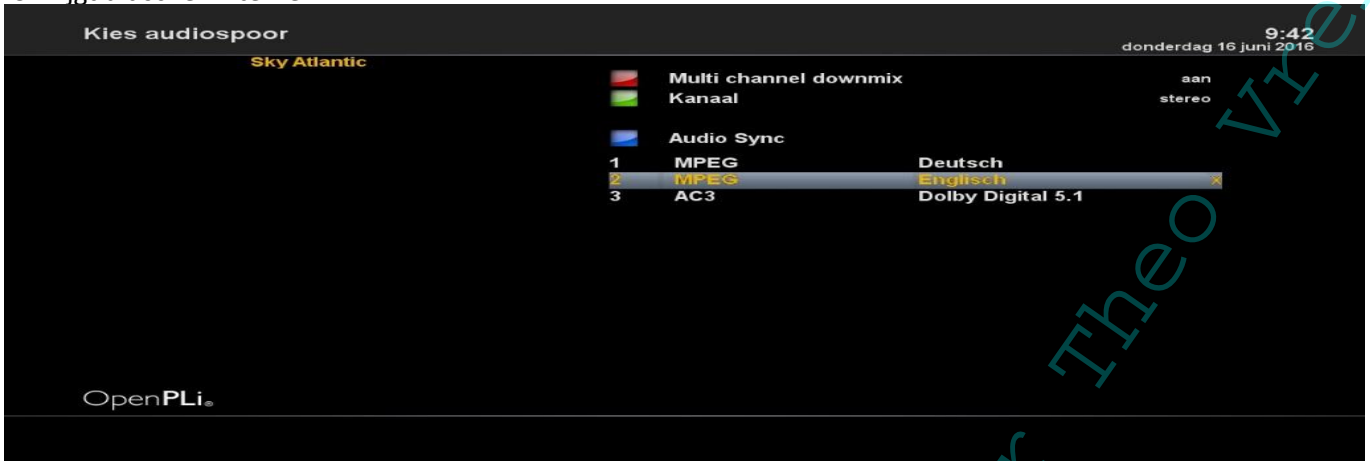 Kies audiospoor
9:42
donderdag 16 juni 2016
Sky Atlantic
Multi channel downmix aan
Kanaal stereo
Audio Sync
1 MPEG Deutsch
2 MPEG Englisch x
3 AC3 Dolby Digital 5.1
OpenPLi®
Theo